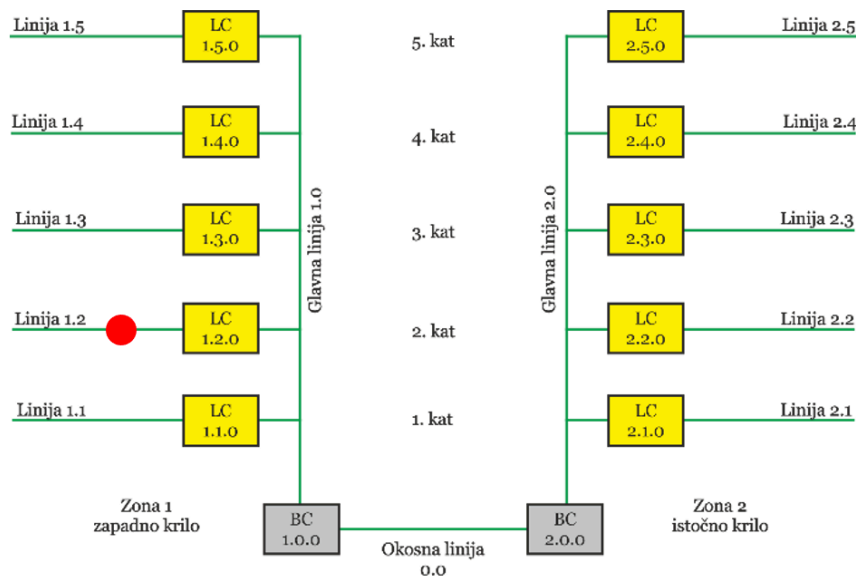 Linija 1.5
LC
1.5.0
5. kat
LC
2.5.0
Linija 2.5
Linija 1.4
LC
1.4.0
4. kat
LC
2.4.0
Linija 2.4
Linija 1.3
LC
1.3.0
Glavna linija 1.0
3. kat
Glavna linija 2.0
LC
2.3.0
Linija 2.3
Linija 1.2
LC
1.2.0
2. kat
LC
2.2.0
Linija 2.2
Linija 1.1
LC
1.1.0
1. kat
LC
2.1.0
Linija 2.1
Zona 1
zapadno krilo
BC
1.0.0
Okosna linija
0.0
BC
2.0.0
Zona 2
istočno krilo